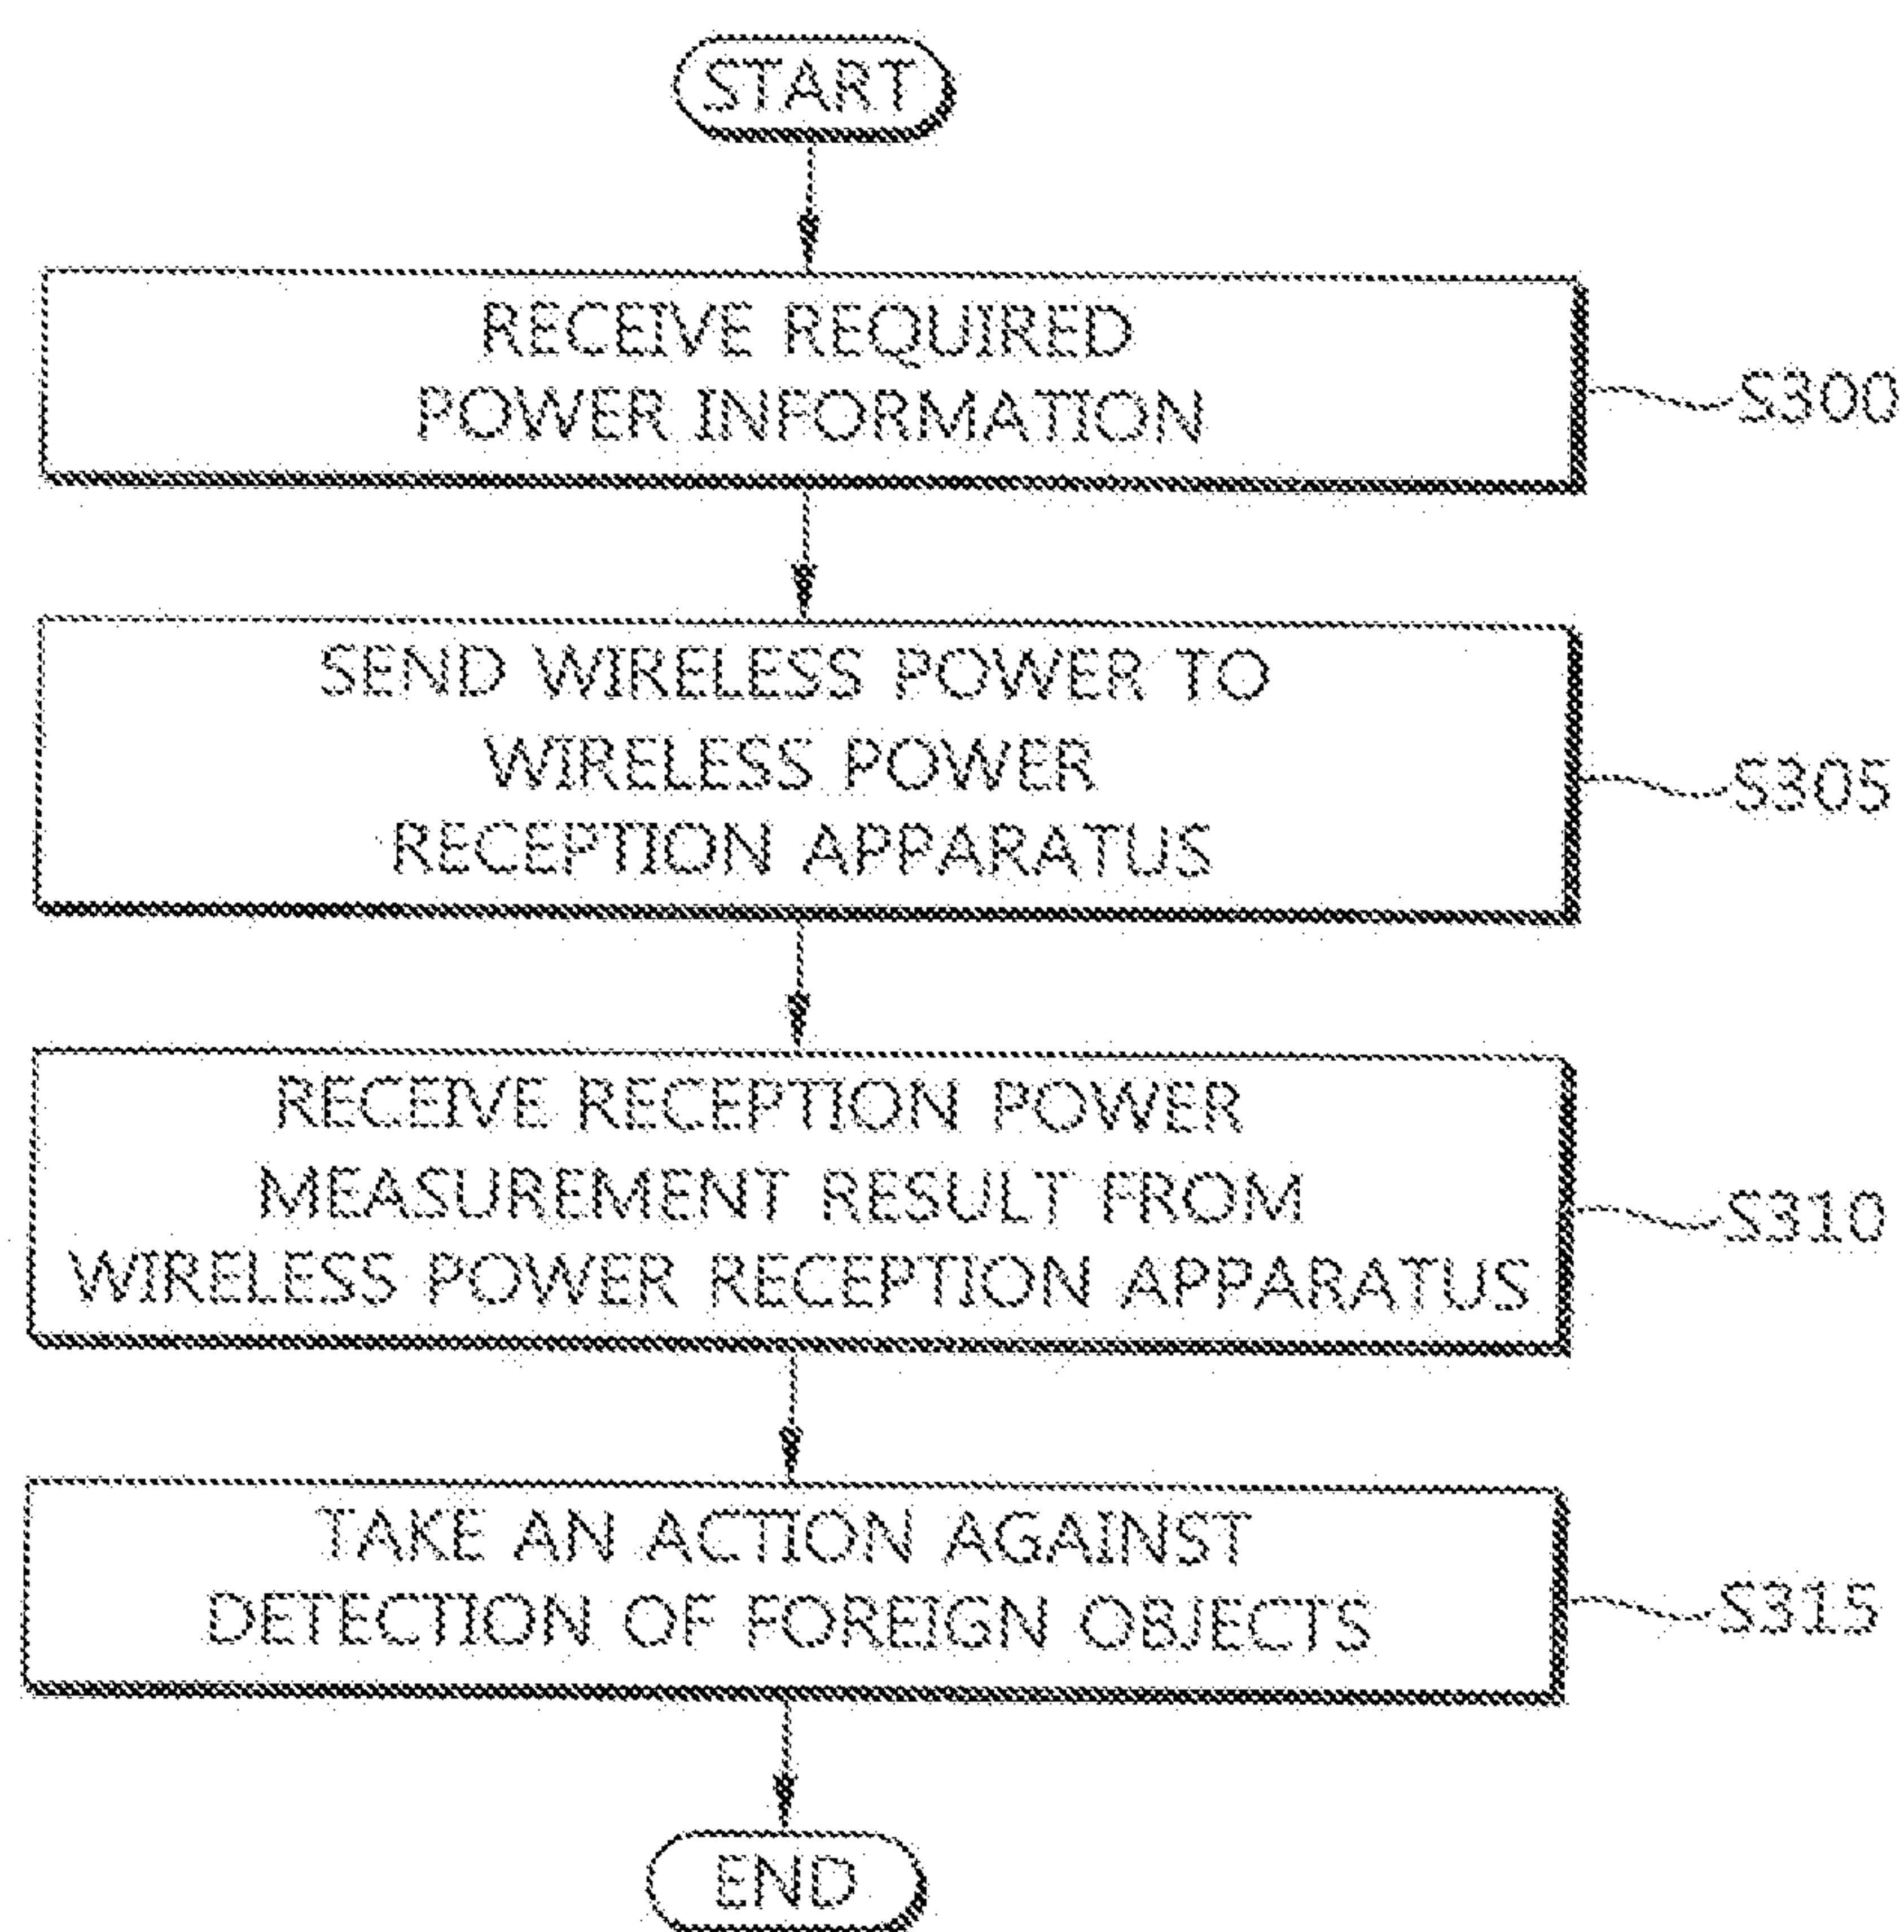 START
RECEIVE REQUIRED
POWER INFORMATION
S300
SEND WIRELESS POWER TO
WIRELESS POWER
RECEPTION APPARATUS
S305
RECEIVE RECEPTION POWER
MEASUREMENT RESULT FROM
WIRELESS POWER RECEPTION APPARATUS
S310
TAKE AN ACTION AGAINST
DETECTION OF FOREIGN OBJECTS
S315
END